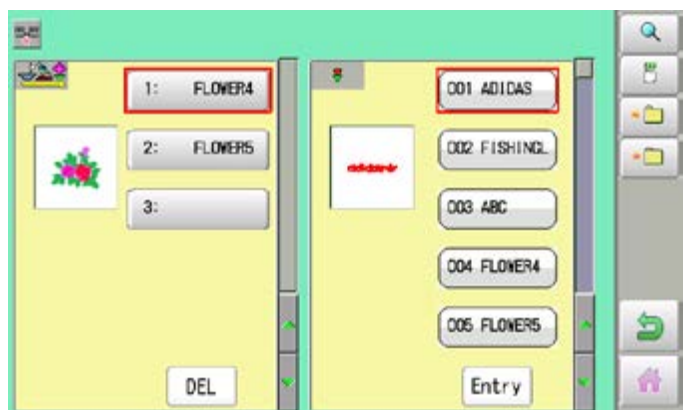 1: FLOWER4
2: FLOWER5
3:
DEL
001 ADIDAS
002 FISHINGL
003 ABC
004 FLOWER4
005 FLOWER5
Entry